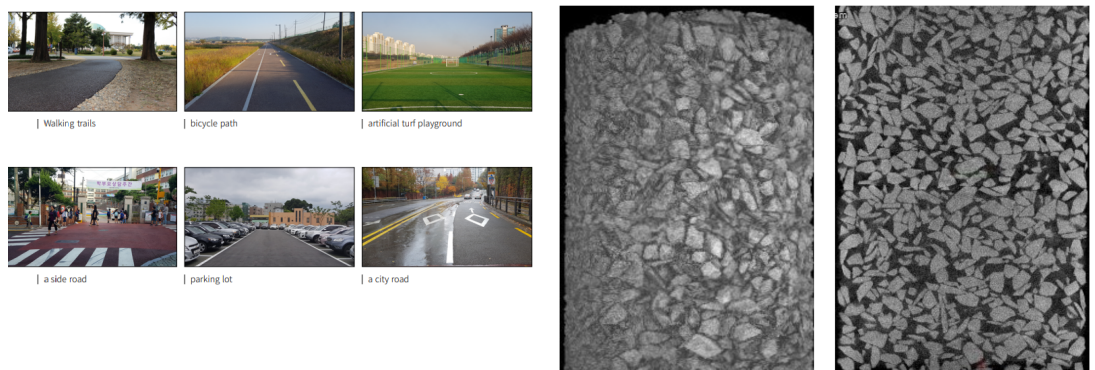 Walking trails
bicycle path
artificial turf playground
a side road
parking lot
a city road